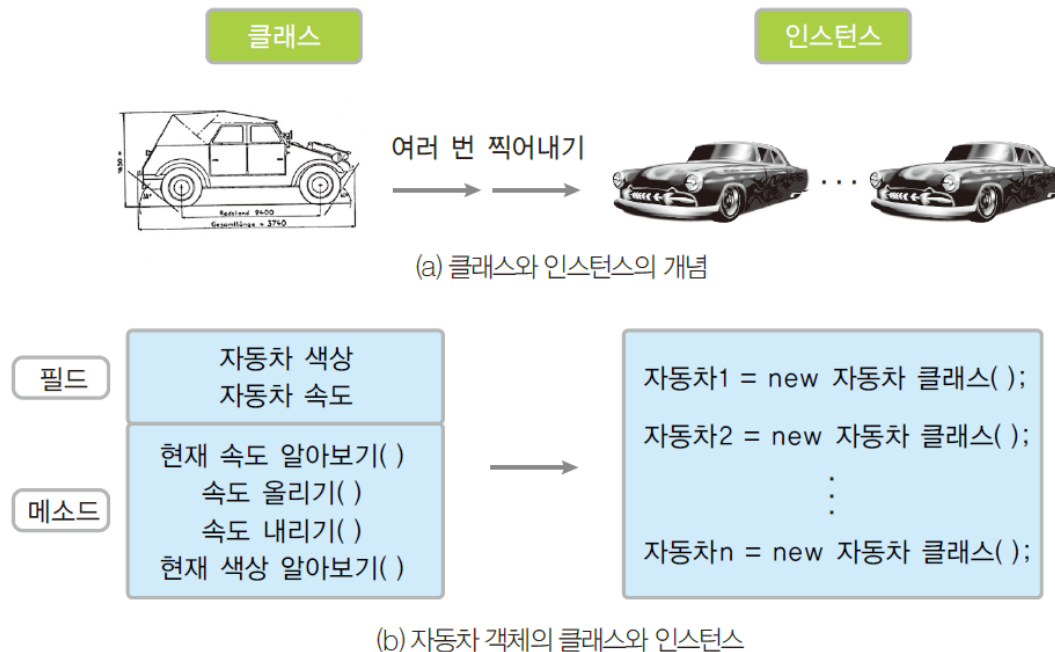 클래스
인스턴스
여러 번 찍어내기
Radstand 2400
Gesamtlänge = 3740
(a) 클래스와 인스턴스의 개념
필드
자동차 색상
자동차 속도
메소드
현재 속도 알아보기( )
속도 올리기( )
속도 내리기( )
현재 색상 알아보기( )
자동차1 = new 자동차 클래스( );
자동차2 = new 자동차 클래스( );
⋮
자동차n = new 자동차 클래스( );
(b) 자동차 객체의 클래스와 인스턴스